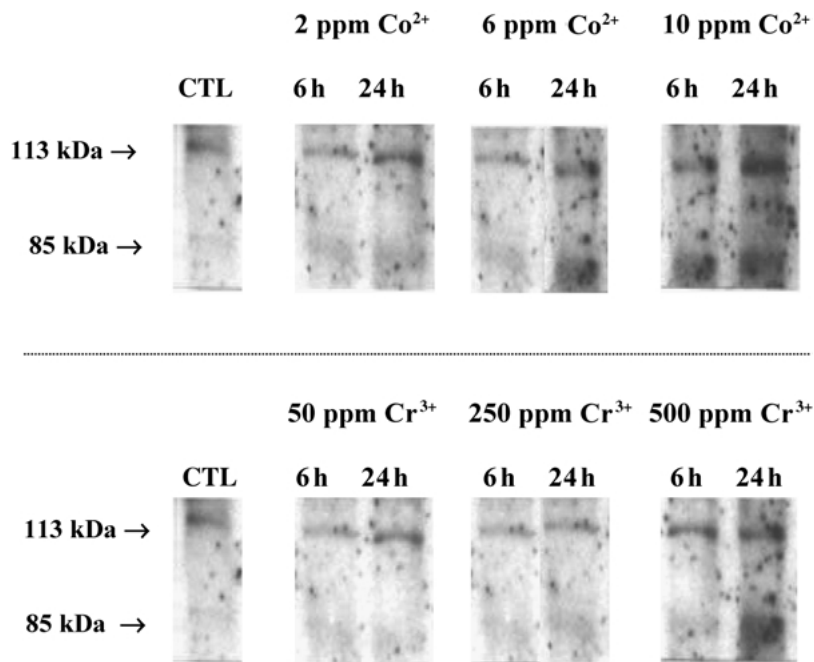 2 ppm Co²⁺ 6 ppm Co²⁺ 10 ppm Co²⁺
CTL 6 h 24 h 6 h 24 h 6 h 24 h
113 kDa →
85 kDa →
50 ppm Cr³⁺ 250 ppm Cr³⁺ 500 ppm Cr³⁺
CTL 6 h 24 h 6 h 24 h 6 h 24 h
113 kDa →
85 kDa →